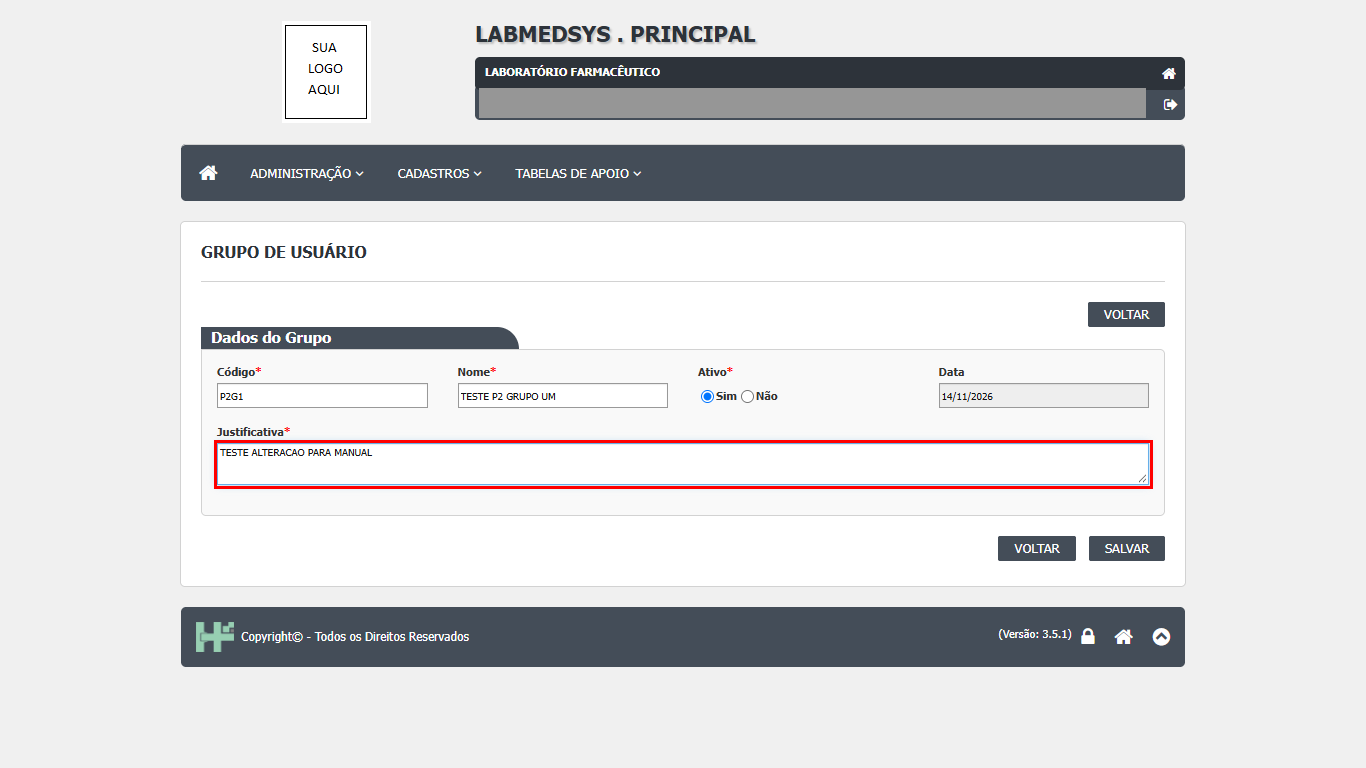 SUA
LOGO
AQUI
LABMEDSYS . PRINCIPAL
LABORATÓRIO FARMACÊUTICO
ADMINISTRAÇÃO CADASTROS TABELAS DE APOIO
GRUPO DE USUÁRIO
VOLTAR
Dados do Grupo
Código* Nome* Ativo* Data
P2G1 TESTE P2 GRUPO UM Sim Não 14/11/2026
Justificativa*
TESTE ALTERACAO PARA MANUAL
VOLTAR SALVAR
Copyright© - Todos os Direitos Reservados (Versão: 3.5.1)